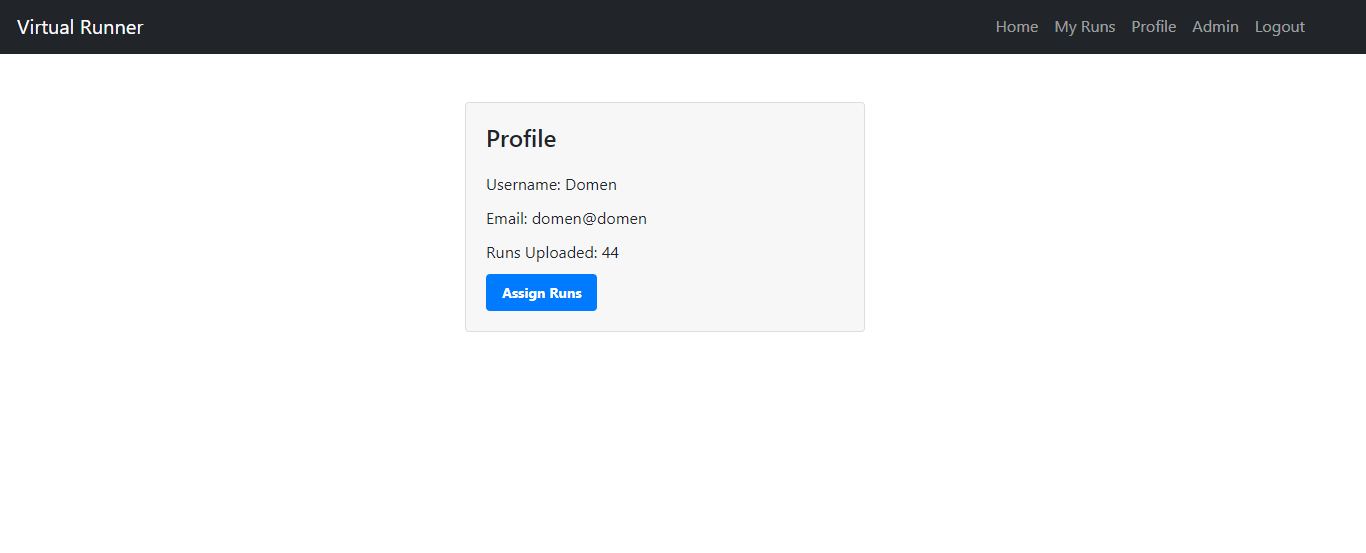 Virtual Runner
Home My Runs Profile Admin Logout
Profile
Username: Domen
Email: domen@domen
Runs Uploaded: 44
Assign Runs